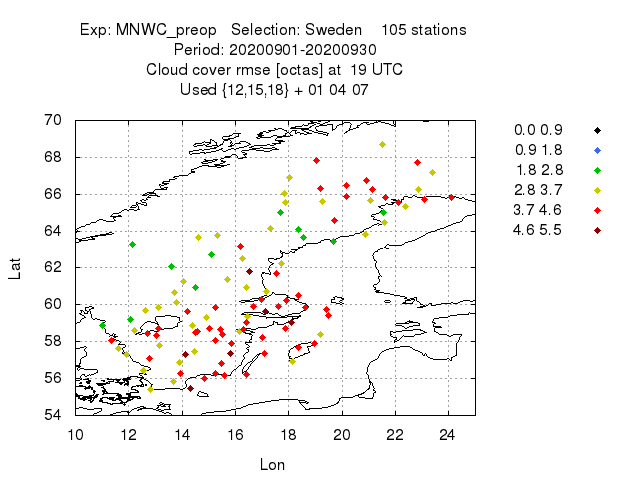 Exp: MNWC_preop Selection: Sweden 105 stations
Period: 20200901-20200930
Cloud cover rmse [octas] at 19 UTC
Used {12,15,18} + 01 04 07
70
68
66
64
62
60
58
56
54
Lat
10 12 14 16 18 20 22 24
Lon
0.0 0.9
0.9 1.8
1.8 2.8
2.8 3.7
3.7 4.6
4.6 5.5